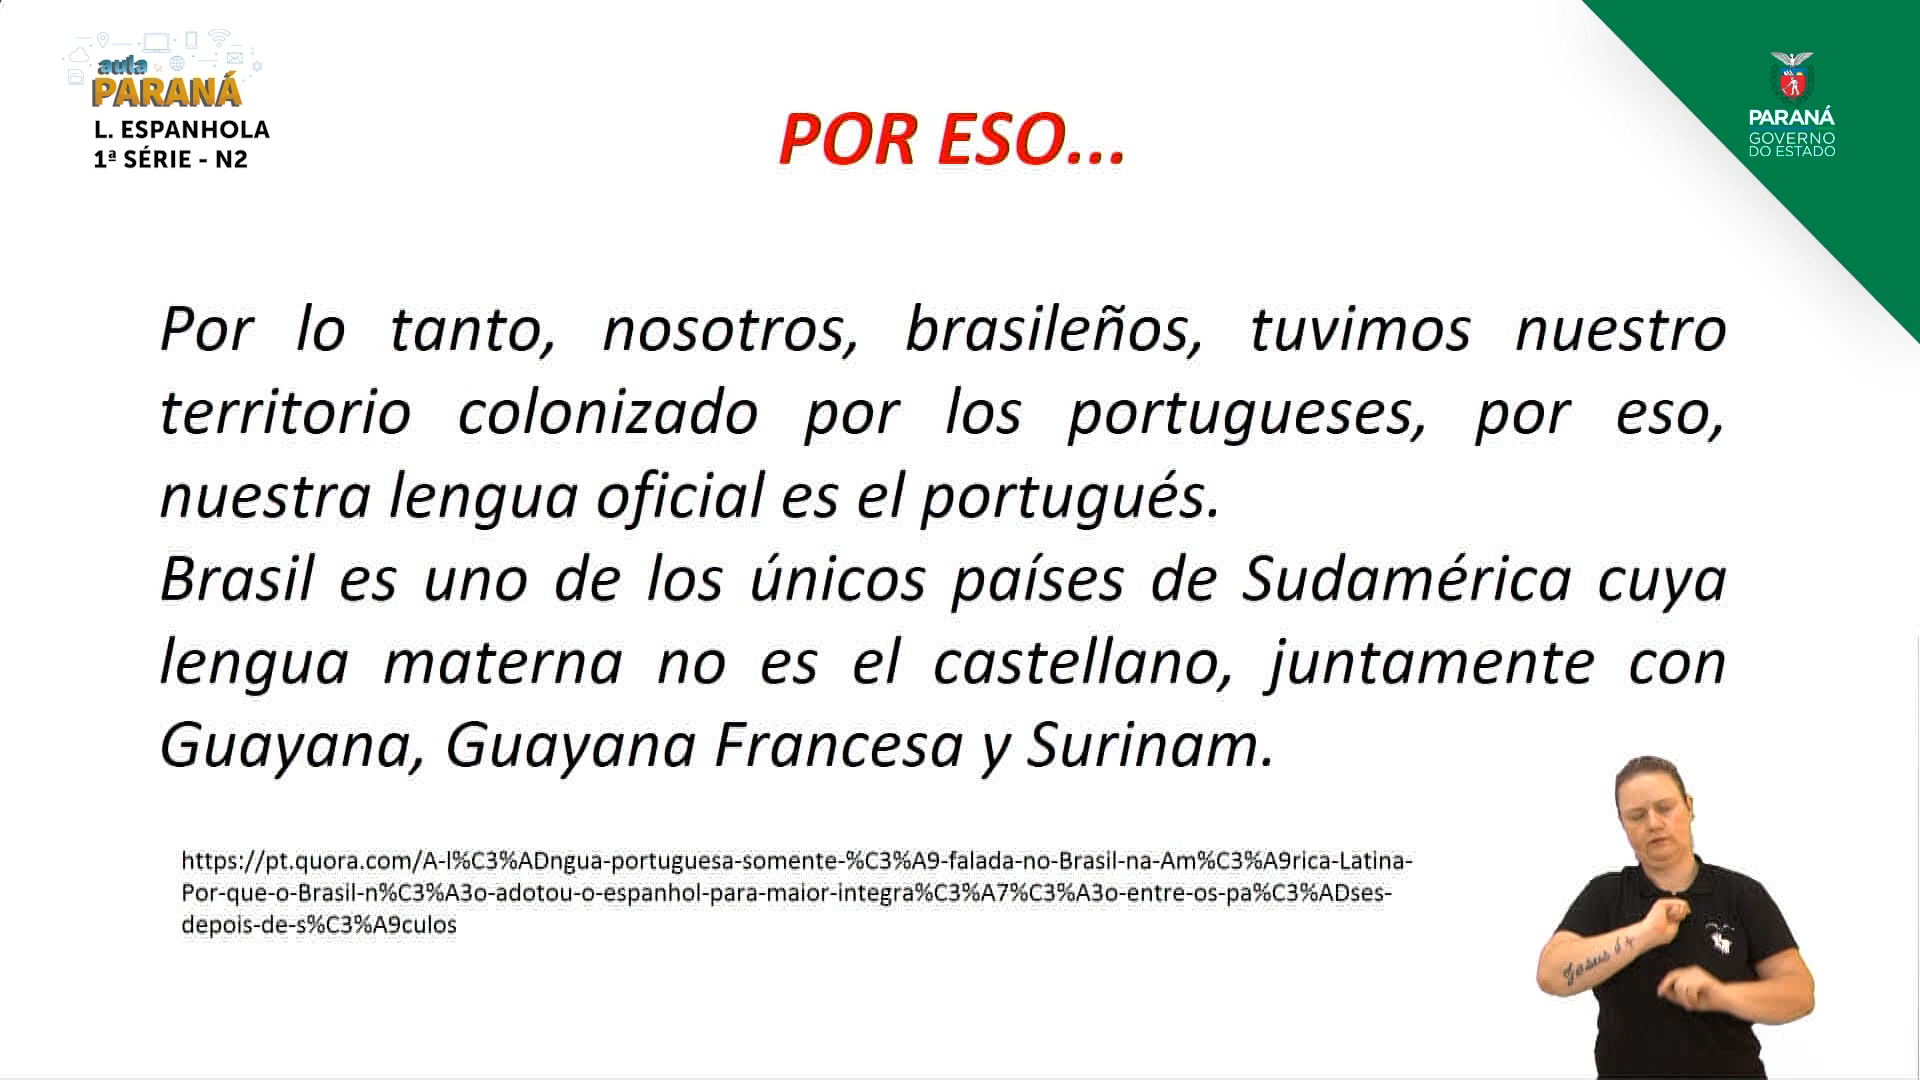 aula
PARANÁ
L. ESPANHOLA
1ª SÉRIE - N2
PARANÁ
GOVERNO
DO ESTADO
POR ESO...
Por lo tanto, nosotros, brasileños, tuvimos nuestro
territorio colonizado por los portugueses, por eso,
nuestra lengua oficial es el portugués.
Brasil es uno de los únicos países de Sudamérica cuya
lengua materna no es el castellano, juntamente con
Guayana, Guayana Francesa y Surinam.
https://pt.quora.com/A-l%C3%ADngua-portuguesa-somente-%C3%A9-falada-no-Brasil-na-Am%C3%A9rica-Latina-
Por-que-o-Brasil-n%C3%A3o-adotou-o-espanhol-para-maior-integra%C3%A7%C3%A3o-entre-os-pa%C3%ADses-
depois-de-s%C3%A9culos
Jesus